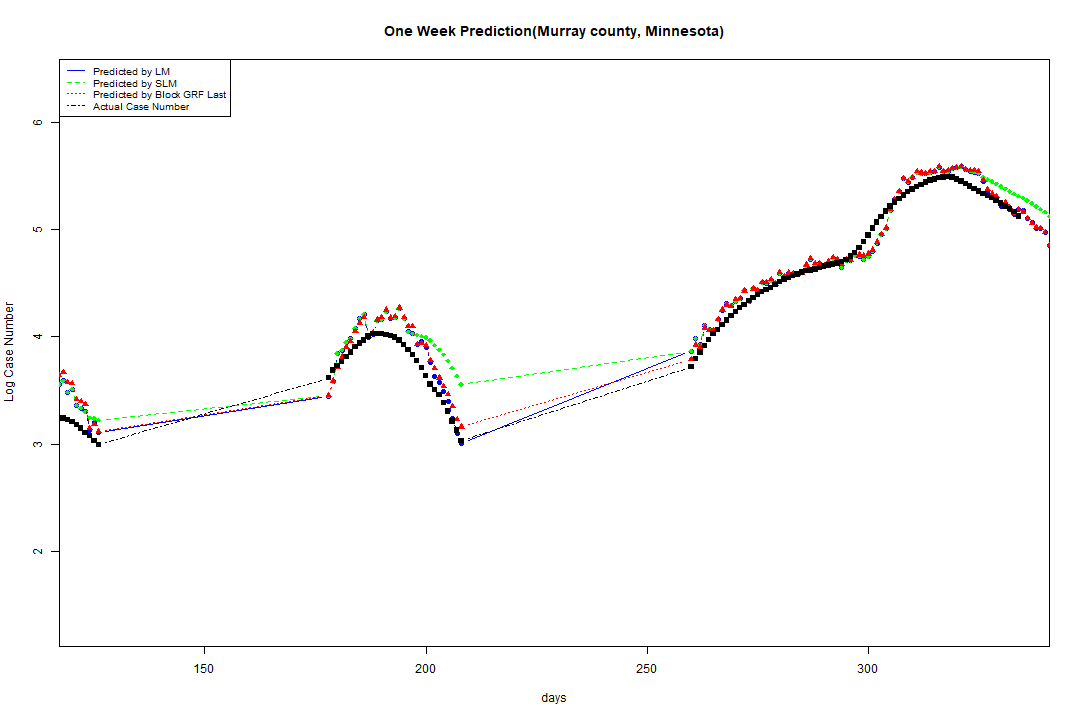 One Week Prediction(Murray county, Minnesota)
Predicted by LM
Predicted by SLM
Predicted by Block GRF Last
Actual Case Number
6
5
4
3
2
Log Case Number
150 200 250 300
days